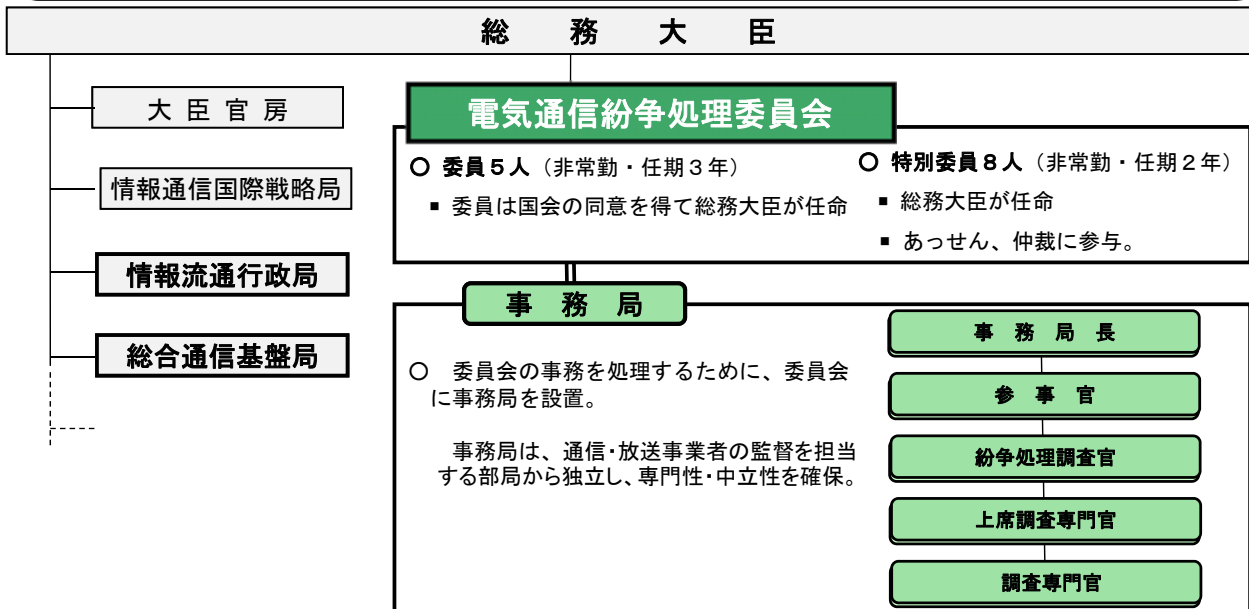 総務大臣
大臣官房
情報通信国際戦略局
情報流通行政局
総合通信基盤局
電気通信紛争処理委員会
○ 委員5人（非常勤・任期3年）
▪ 委員は国会の同意を得て総務大臣が任命
○ 特別委員8人（非常勤・任期2年）
▪ 総務大臣が任命
▪ あっせん、仲裁に参与。
事務局
○ 委員会の事務を処理するために、委員会
に事務局を設置。
事務局は、通信・放送事業者の監督を担当
する部局から独立し、専門性・中立性を確保。
事務局長
参事官
紛争処理調査官
上席調査専門官
調査専門官